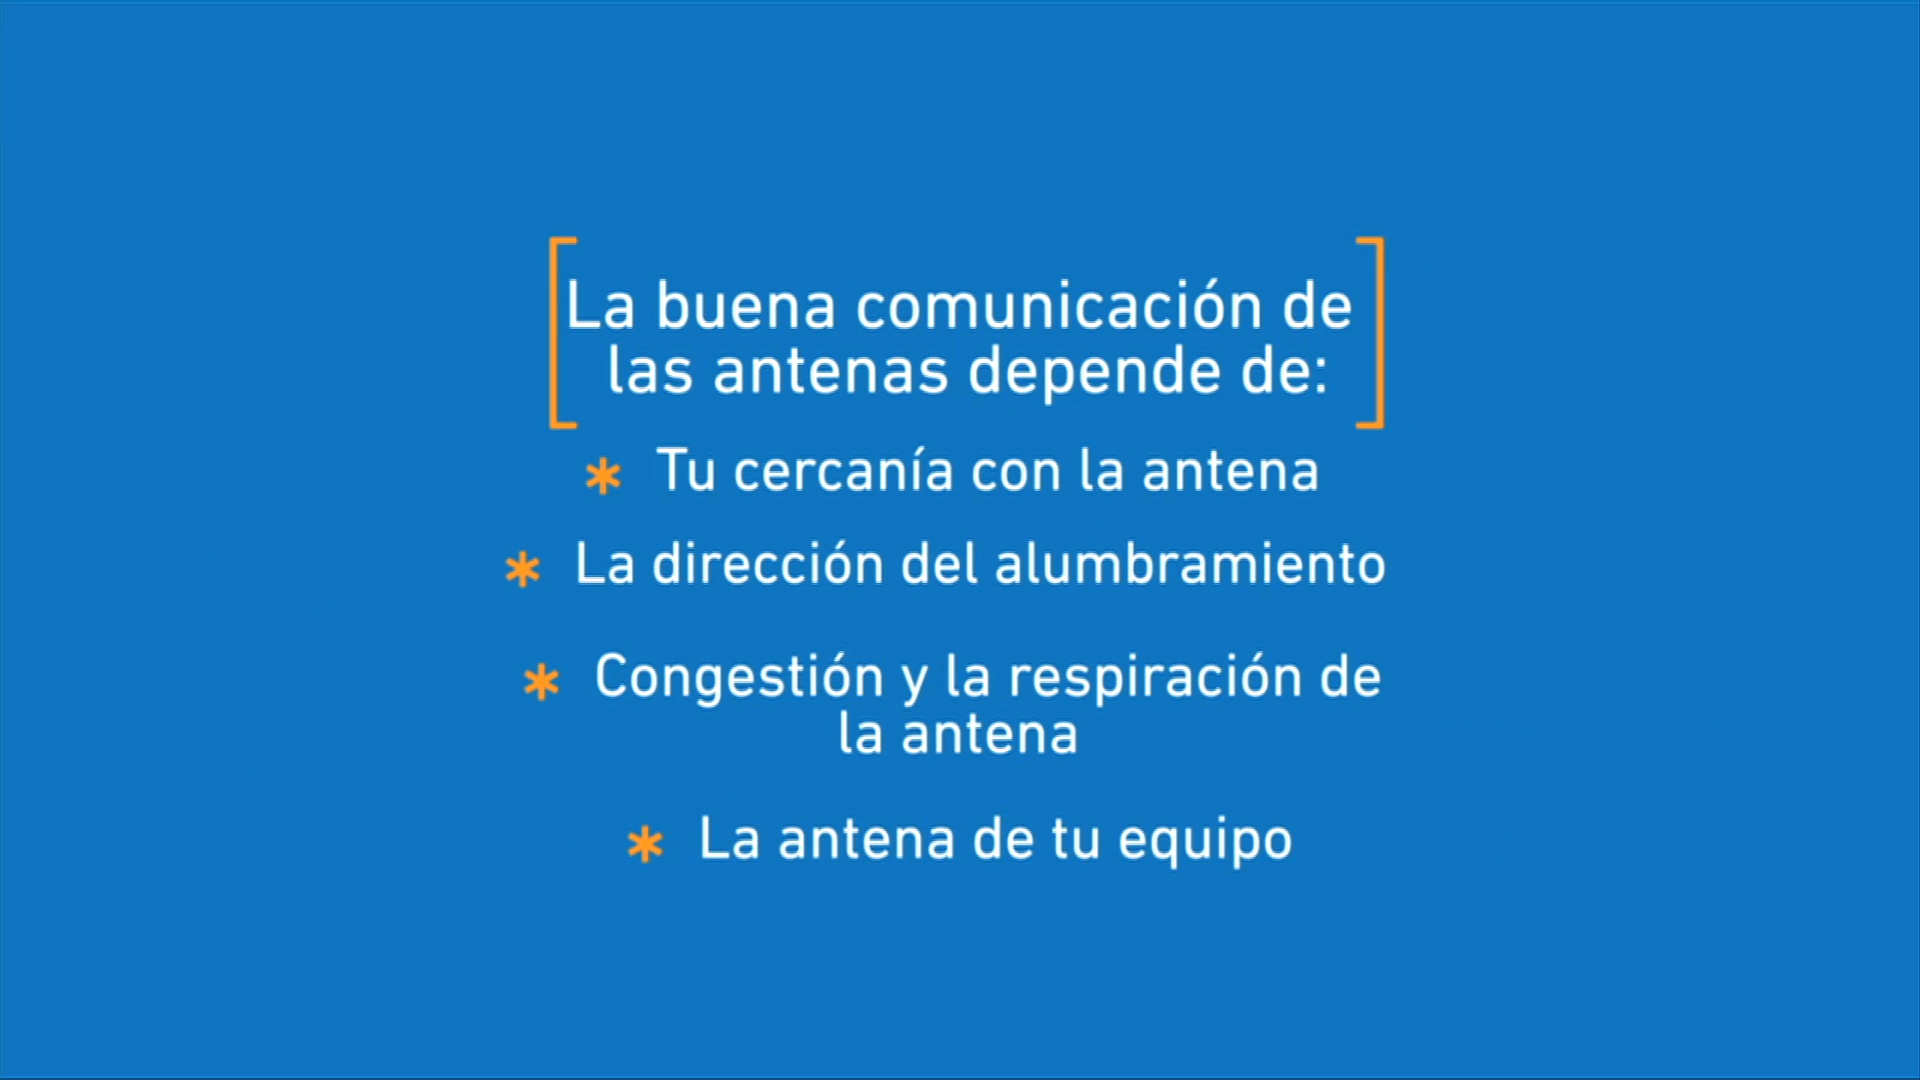 La buena comunicación de
las antenas depende de:
* Tu cercanía con la antena
* La dirección del alumbramiento
* Congestión y la respiración de
la antena
* La antena de tu equipo